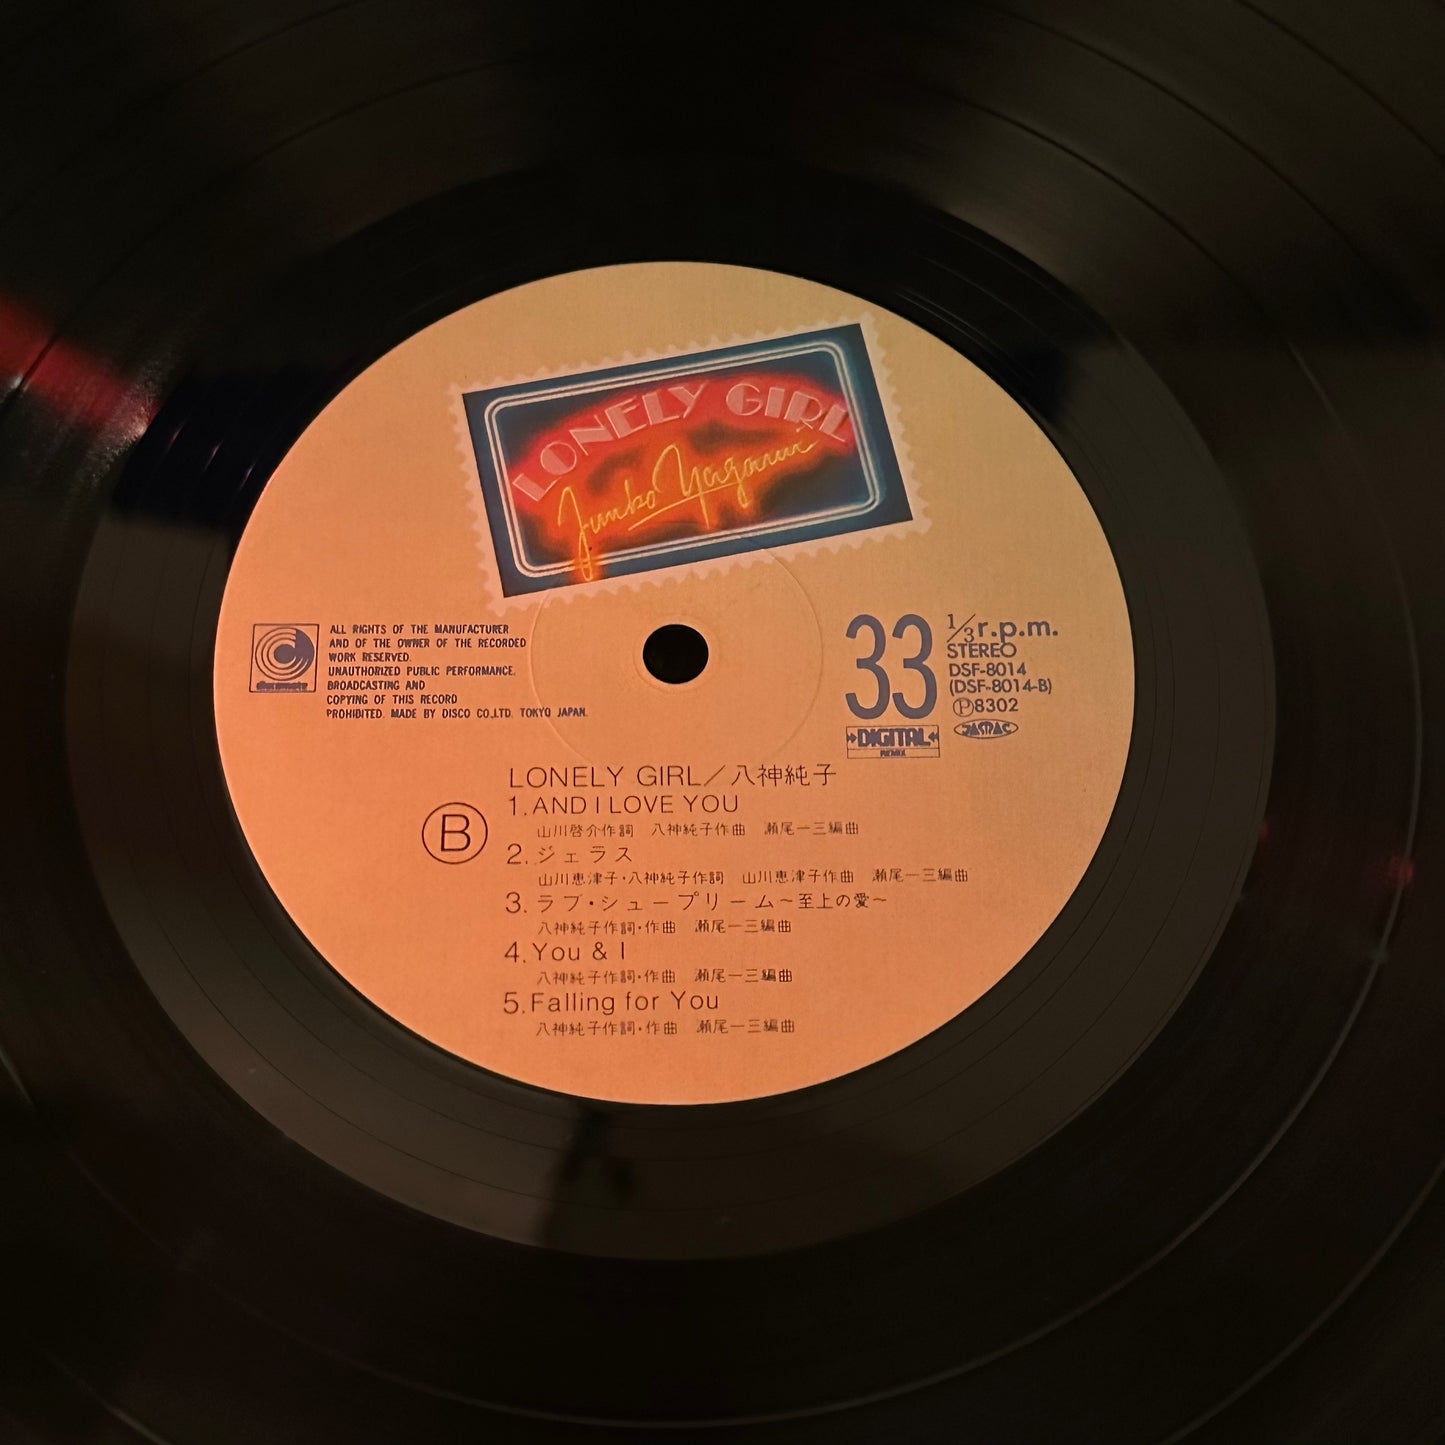 LONELY GIRL
Junko Yagami
ALL RIGHTS OF THE MANUFACTURER
AND OF THE OWNER OF THE RECORDED
WORK RESERVED.
UNAUTHORIZED PUBLIC PERFORMANCE.
BROADCASTING AND
COPYING OF THIS RECORD
PROHIBITED. MADE BY DISCO CO.,LTD. TOKYO JAPAN.
discomate
33 1/3 r.p.m.
STEREO
DSF-8014
(DSF-8014-B)
Ⓟ8302
DIGITAL
JASRAC
LONELY GIRL／八神純子
Ⓑ
1. AND I LOVE YOU
山川啓介作詞 八神純子作曲 瀬尾一三編曲
2. ジェラス
山川恵津子・八神純子作詞 山川恵津子作曲 瀬尾一三編曲
3. ラブ・シュープリーム～至上の愛～
八神純子作詞・作曲 瀬尾一三編曲
4. You & I
八神純子作詞・作曲 瀬尾一三編曲
5. Falling for You
八神純子作詞・作曲 瀬尾一三編曲